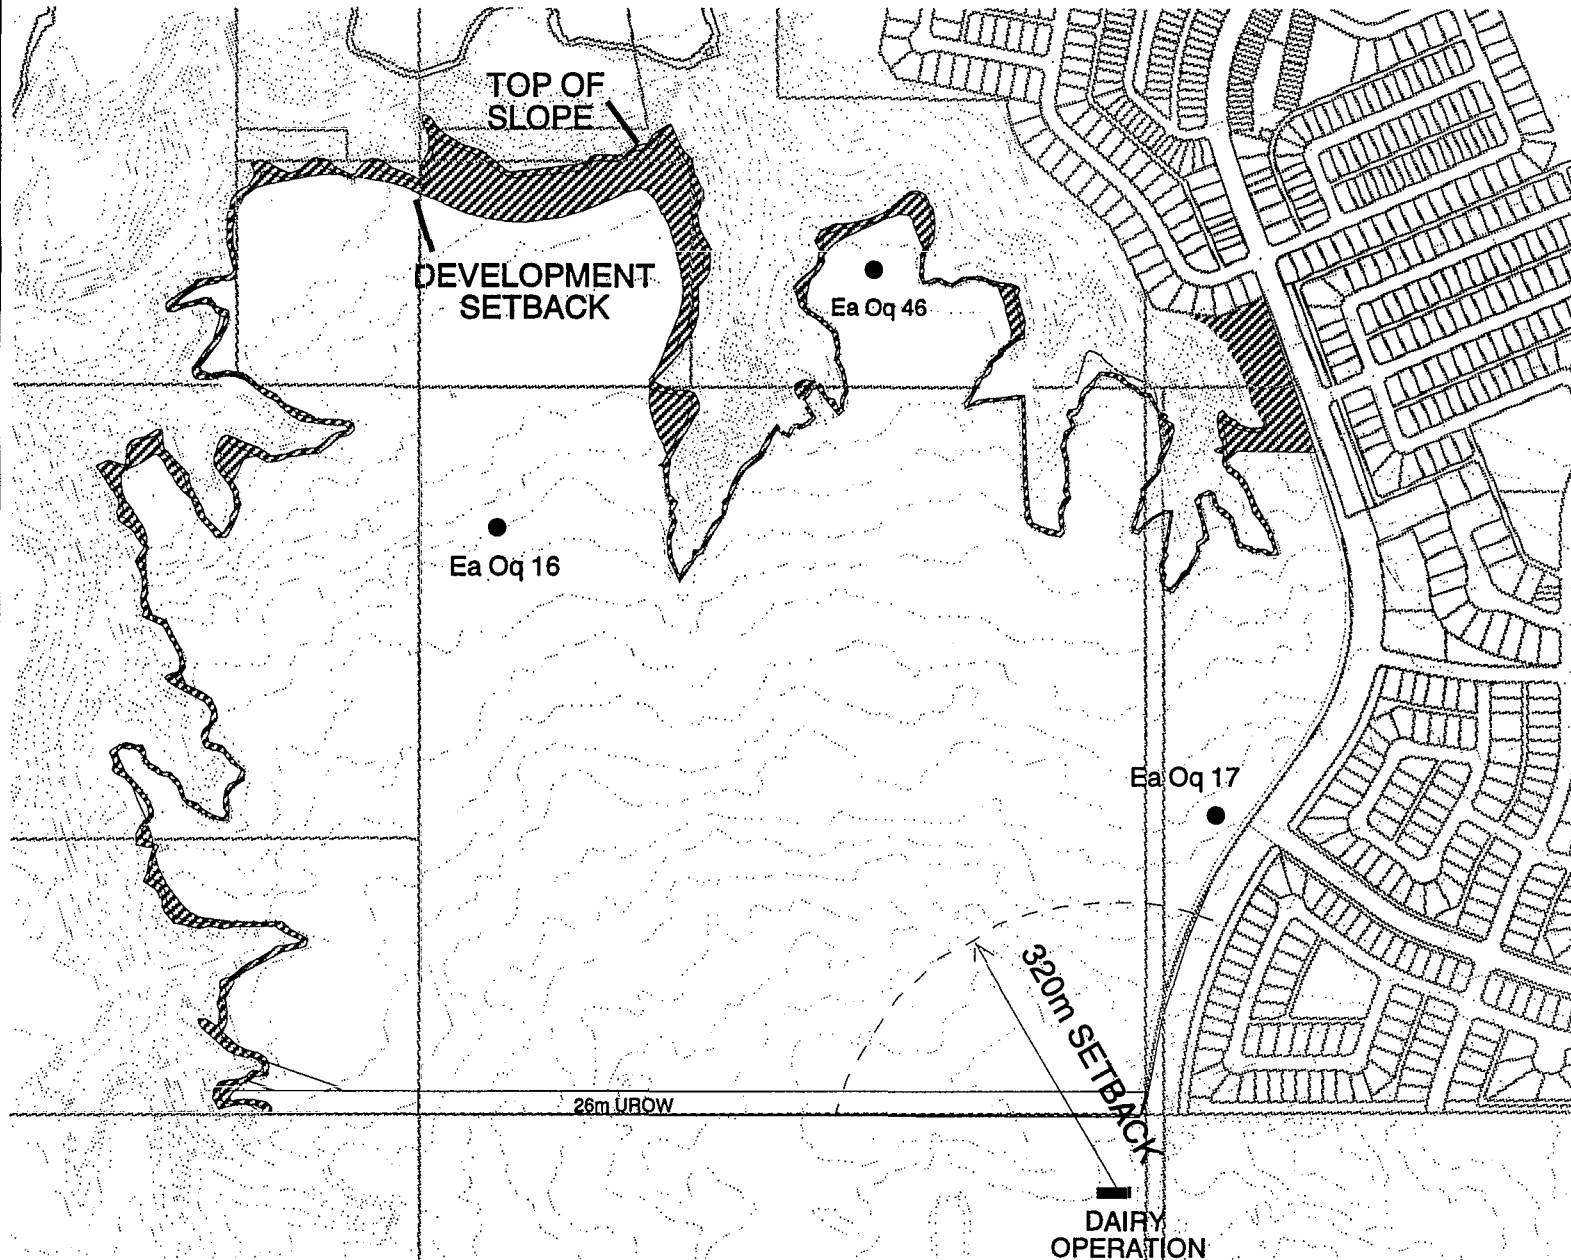 TOP OF
SLOPE
DEVELOPMENT
SETBACK
Ea Oq 46
Ea Oq 16
Ea Oq 17
320m SETBACK
26m UROW
DAIRY
OPERATION